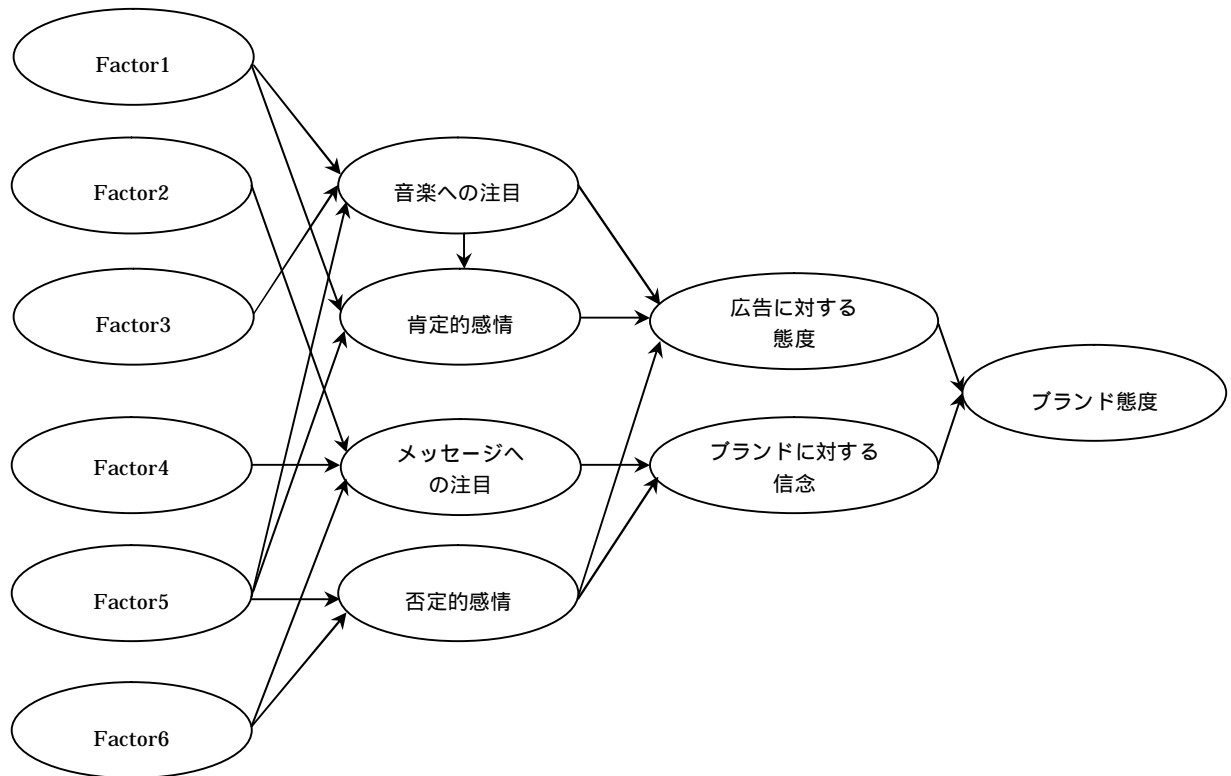 Factor1
Factor2
Factor3
Factor4
Factor5
Factor6
音楽への注目
肯定的感情
メッセージへ
の注目
否定的感情
広告に対する
態度
ブランドに対する
信念
ブランド態度